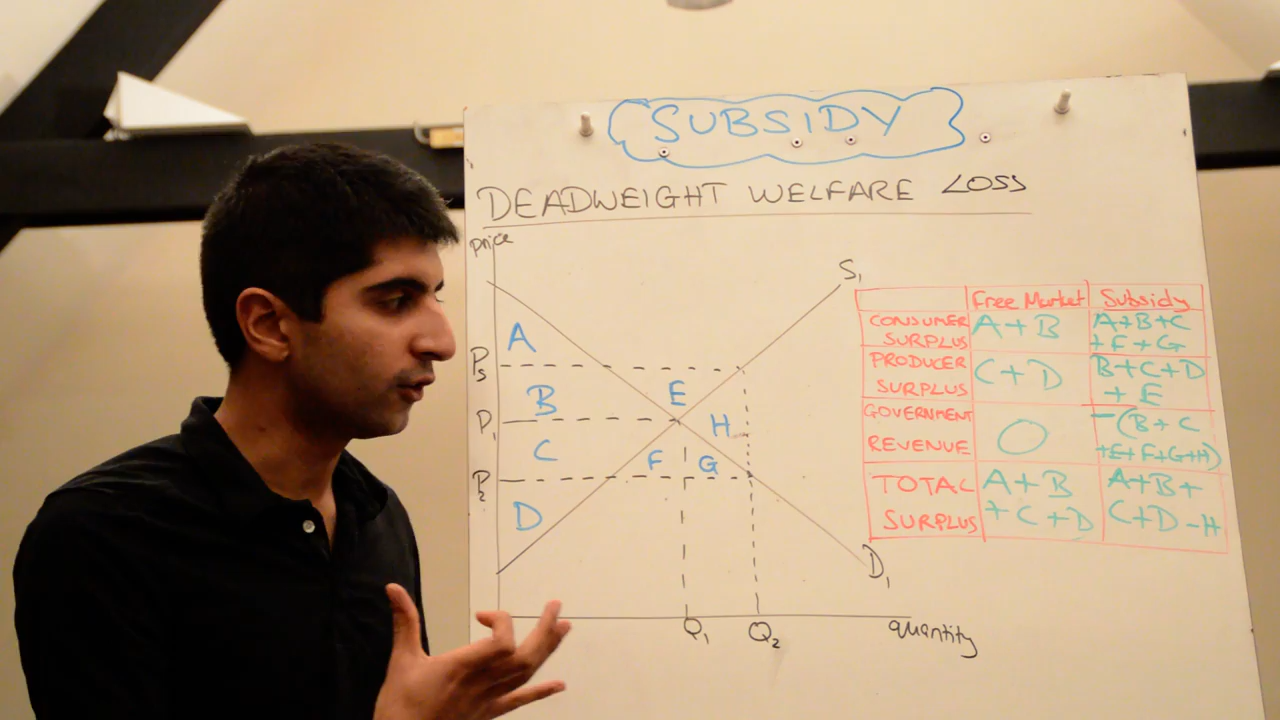 SUBSIDY
DEADWEIGHT WELFARE LOSS
price
S₁
Free Market Subsidy
CONSUMER SURPLUS A+B A+B+C +F+G
PRODUCER SURPLUS C+D B+C+D + E
GOVERNMENT REVENUE O -(B+C +E+F+G+H)
TOTAL SURPLUS A+B +C+D A+B+ C+D-H
A
Ps
B
E
P₁
H
C
F
G
P₂
D
D₁
Q₁
Q₂
quantity